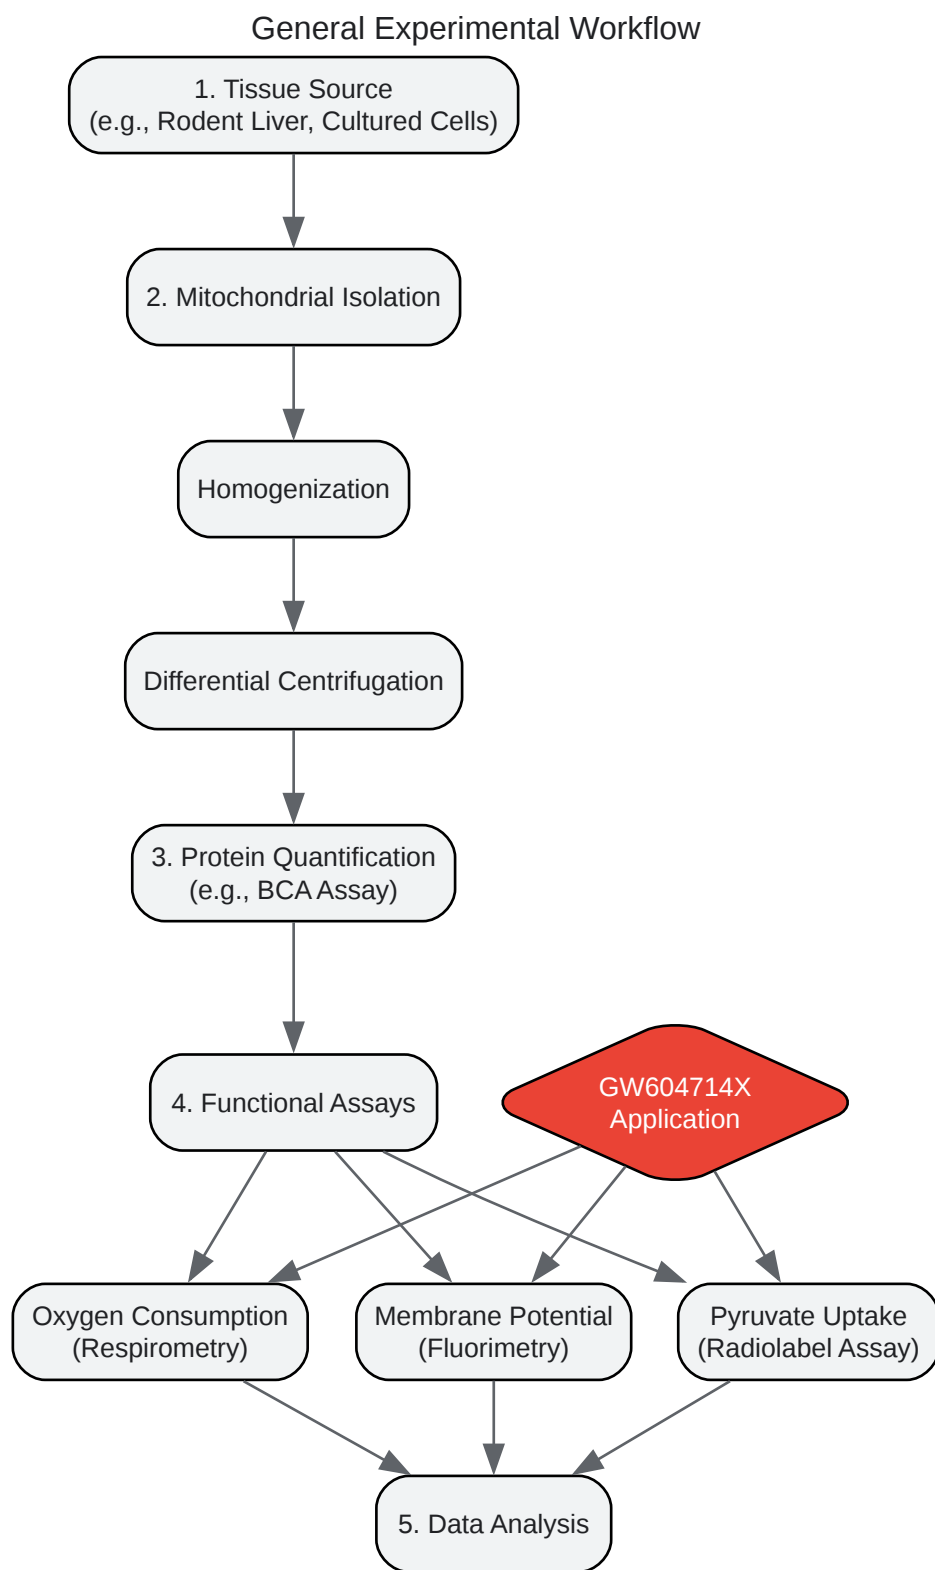 General Experimental Workflow
1. Tissue Source
(e.g., Rodent Liver, Cultured Cells)
2. Mitochondrial Isolation
Homogenization
Differential Centrifugation
3. Protein Quantification
(e.g., BCA Assay)
4. Functional Assays
GW604714X
Application
Oxygen Consumption
(Respirometry)
Membrane Potential
(Fluorimetry)
Pyruvate Uptake
(Radiolabel Assay)
5. Data Analysis